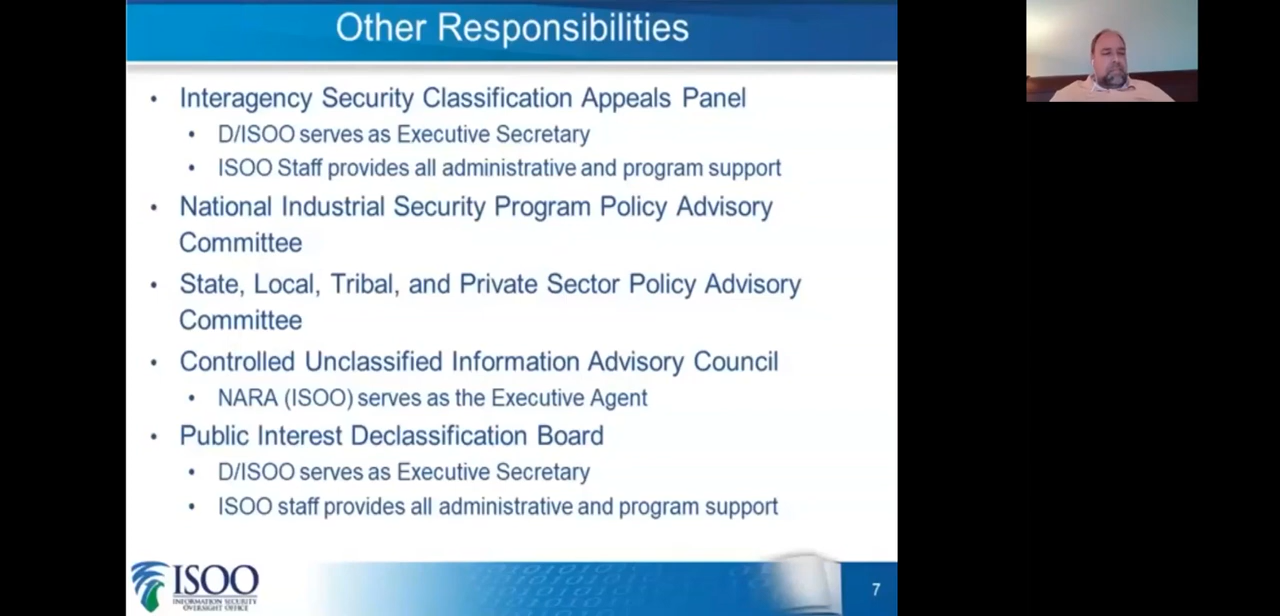 Other Responsibilities
• Interagency Security Classification Appeals Panel
• D/ISOO serves as Executive Secretary
• ISOO Staff provides all administrative and program support
• National Industrial Security Program Policy Advisory
Committee
• State, Local, Tribal, and Private Sector Policy Advisory
Committee
• Controlled Unclassified Information Advisory Council
• NARA (ISOO) serves as the Executive Agent
• Public Interest Declassification Board
• D/ISOO serves as Executive Secretary
• ISOO staff provides all administrative and program support
ISOO
INFORMATION SECURITY
OVERSIGHT OFFICE
7